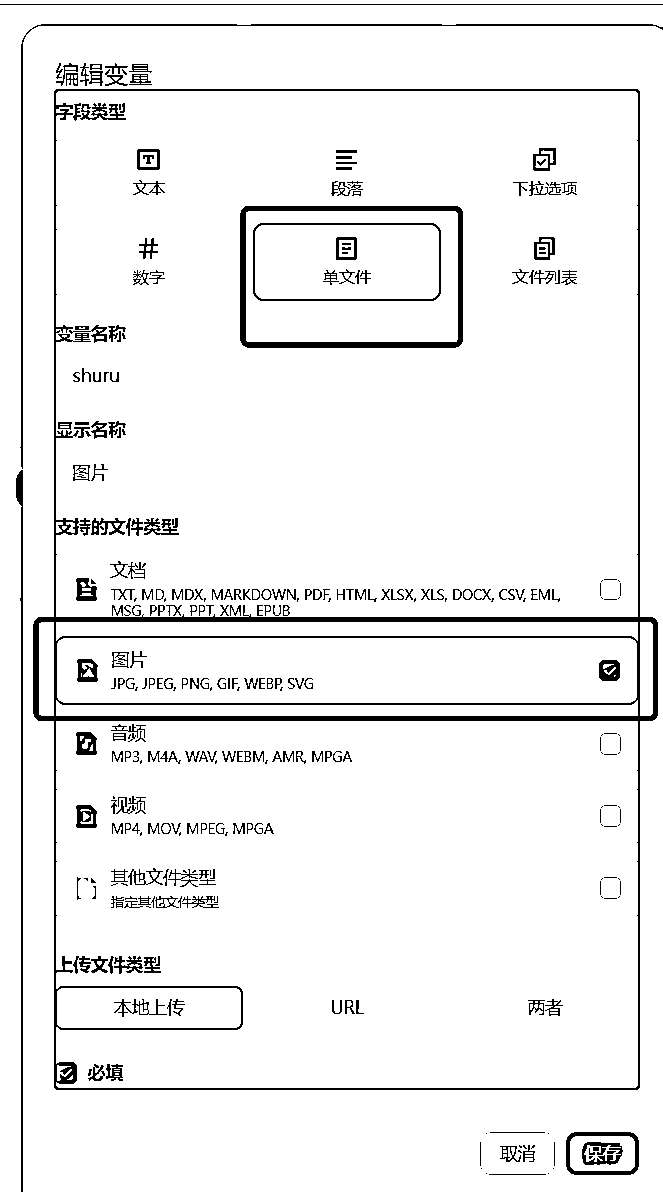 编辑变量
字段类型
文本
段落
下拉选项
数字
单文件
文件列表
变量名称
shuru
显示名称
图片
支持的文件类型
文档
TXT, MD, MDX, MARKDOWN, PDF, HTML, XLSX, XLS, DOCX, CSV, EML,
MSG, PPTX, PPT, XML, EPUB
图片
JPG, JPEG, PNG, GIF, WEBP, SVG
音频
MP3, M4A, WAV, WEBM, AMR, MPGA
视频
MP4, MOV, MPEG, MPGA
其他文件类型
指定其他文件类型
上传文件类型
本地上传
URL
两者
必填
取消
保存